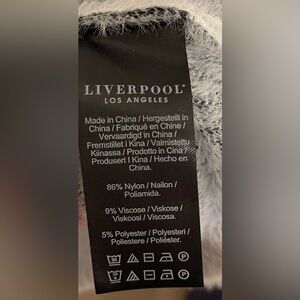 LIVERPOOL®
LOS ANGELES
Made in China / Hergestellt in
China / Fabriqué en Chine /
Vervaardigd in China /
Fremstillet I Kina / Valmistettu
Kiinassa / Prodotto in Cina /
Produsert I Kina / Hecho en
China.
86% Nylon / Nailon /
Poliamida.
9% Viscose / Viskose /
Viskoosi / Viscosa.
5% Polyester / Polyesteri /
Poliestere / Poliéster.